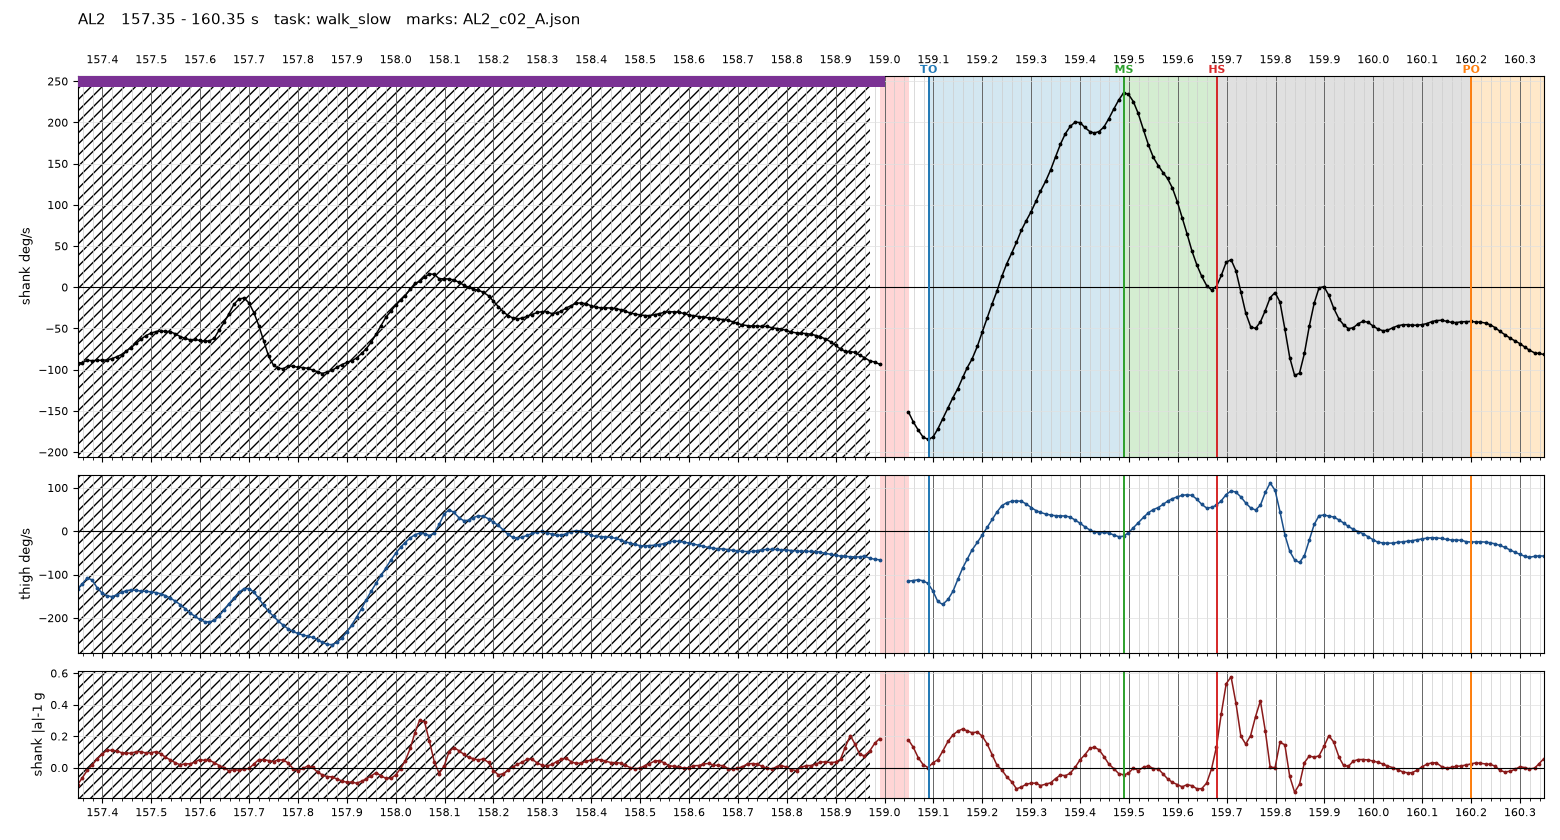 AL2   157.35 - 160.35 s   task: walk_slow   marks: AL2_c02_A.json
157.4 157.5 157.6 157.7 157.8 157.9 158.0 158.1 158.2 158.3 158.4 158.5 158.6 158.7 158.8 158.9 159.0 159.1 159.2 159.3 159.4 159.5 159.6 159.7 159.8 159.9 160.0 160.1 160.2 160.3
TO MS HS PO
shank deg/s
250
200
150
100
50
0
−50
−100
−150
−200
thigh deg/s
100
0
−100
−200
shank |a|-1 g
0.6
0.4
0.2
0.0
157.4 157.5 157.6 157.7 157.8 157.9 158.0 158.1 158.2 158.3 158.4 158.5 158.6 158.7 158.8 158.9 159.0 159.1 159.2 159.3 159.4 159.5 159.6 159.7 159.8 159.9 160.0 160.1 160.2 160.3